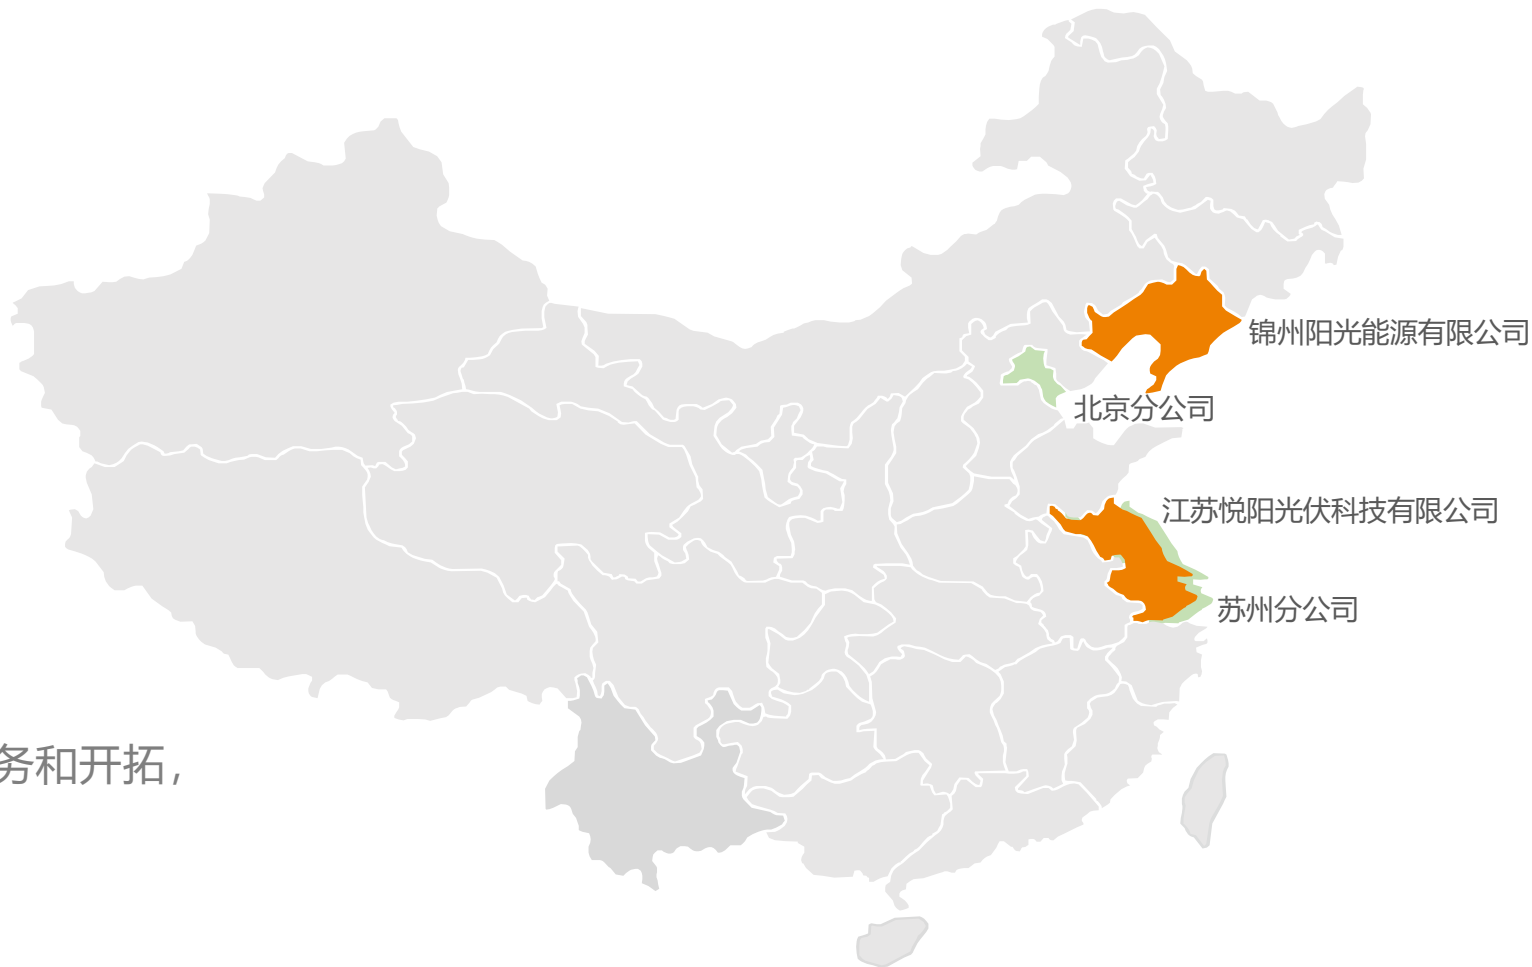 锦州阳光能源有限公司
北京分公司
江苏悦阳光伏科技有限公司
苏州分公司
务和开拓，